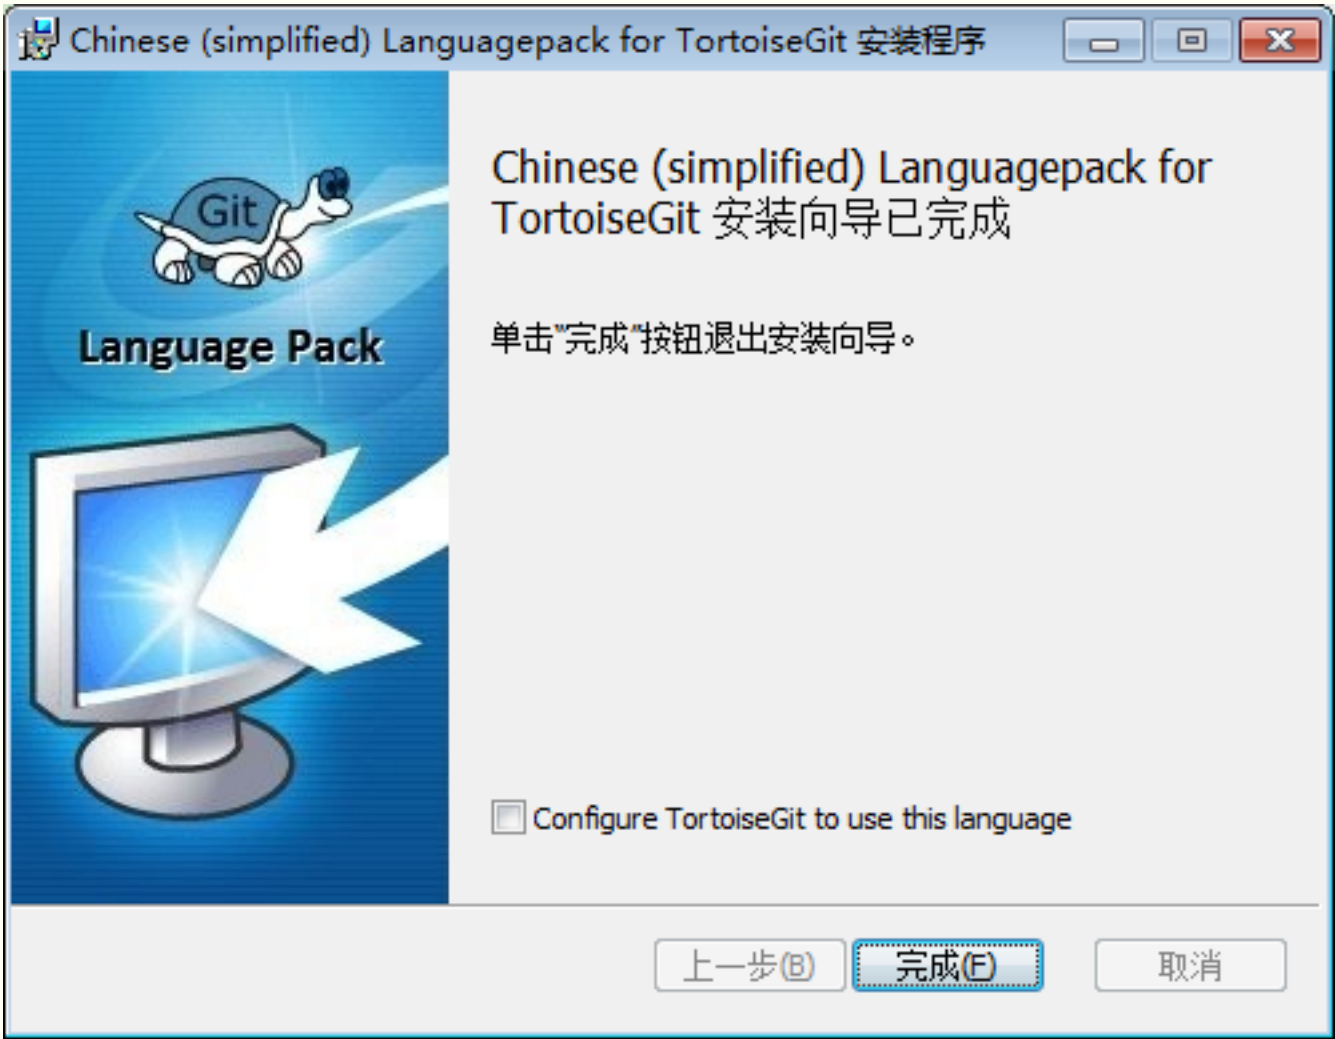 Chinese (simplified) Languagepack for TortoiseGit 安装程序
Git
Language Pack
Chinese (simplified) Languagepack for
TortoiseGit 安装向导已完成
单击"完成"按钮退出安装向导。
Configure TortoiseGit to use this language
上一步(B) 完成(F) 取消